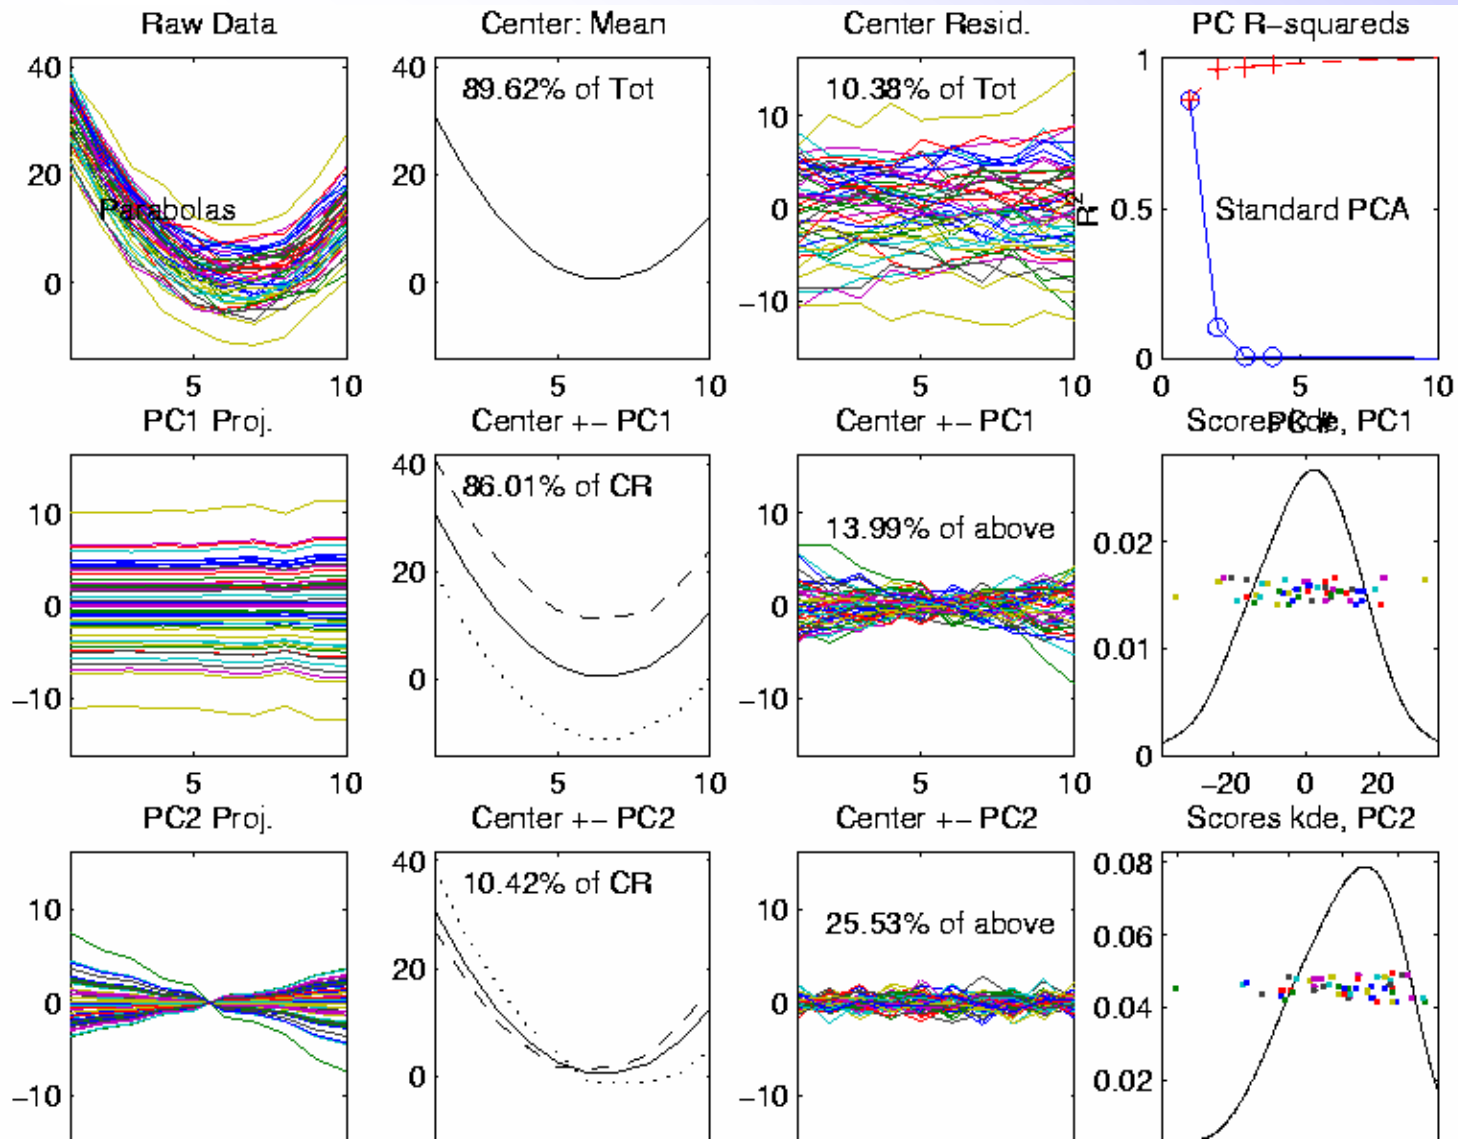 Raw Data
Center: Mean
Center Resid.
PC R-squareds
40
20
0
5
10
Parabolas
40
20
0
5
10
89.62% of Tot
10
0
-10
5
10
10.38% of Tot
1
0.5
0
0
5
10
R²
Standard PCA
PC #
PC1 Proj.
Center +- PC1
Center +- PC1
Scores kde, PC1
10
0
-10
5
10
40
20
0
5
10
86.01% of CR
10
0
-10
5
10
13.99% of above
0.02
0.01
0
-20
0
20
PC2 Proj.
Center +- PC2
Center +- PC2
Scores kde, PC2
10
0
-10
40
20
0
10.42% of CR
10
0
-10
25.53% of above
0.08
0.06
0.04
0.02